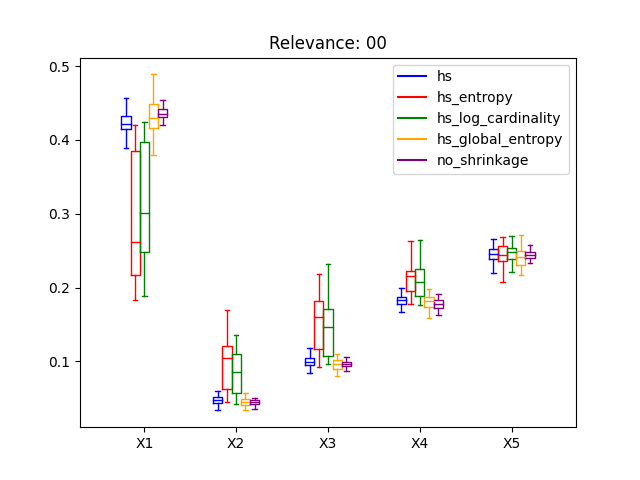 Relevance: 00
0.5
0.4
0.3
0.2
0.1
hs
hs_entropy
hs_log_cardinality
hs_global_entropy
no_shrinkage
X1 X2 X3 X4 X5